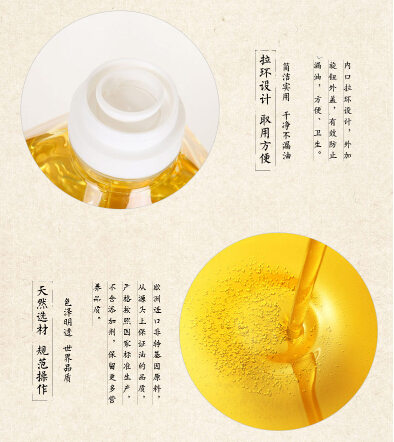 内口拉环设计，外加
旋钮外盖，有效防止
漏油，方便、卫生。
简洁实用 干净不漏油
拉环设计 取用方便
欧洲进口非转基因原料，
从源头上保证油的品质。
严格按照国家标准生产，
不含添加剂，保留更多营
养品质。
色泽明透 世界品质
天然选材 规范操作